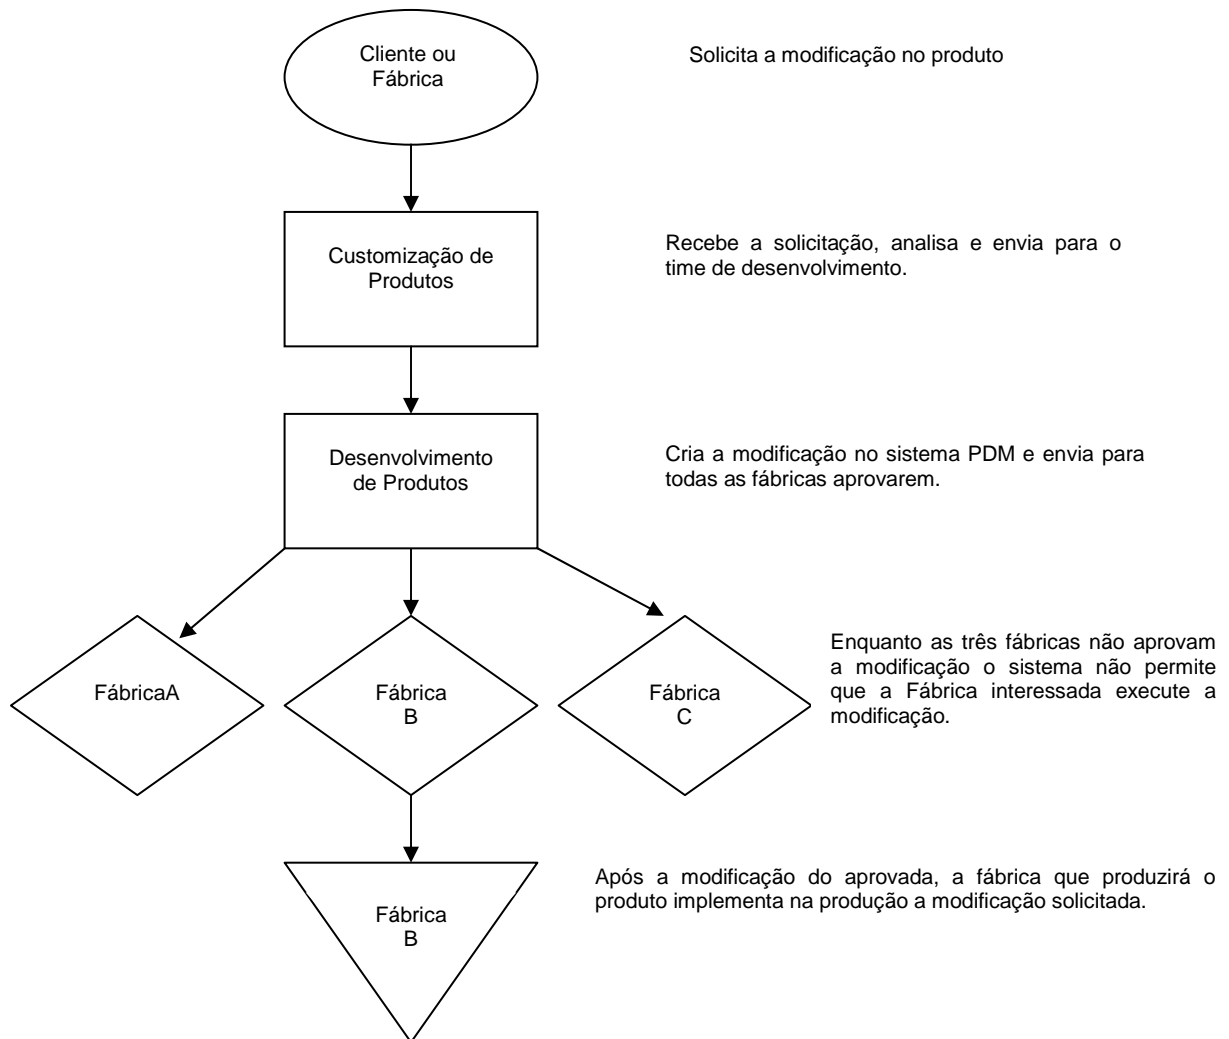 Cliente ou
Fábrica
Solicita a modificação no produto
Customização de
Produtos
Recebe a solicitação, analisa e envia para o
time de desenvolvimento.
Desenvolvimento
de Produtos
Cria a modificação no sistema PDM e envia para
todas as fábricas aprovarem.
FábricaA
Fábrica
B
Fábrica
C
Enquanto as três fábricas não aprovam
a modificação o sistema não permite
que a Fábrica interessada execute a
modificação.
Fábrica
B
Após a modificação do aprovada, a fábrica que produzirá o
produto implementa na produção a modificação solicitada.